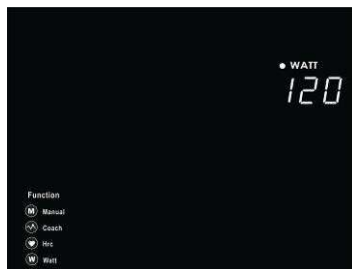 ● WATT
120
Function
M Manual
Coach
Hrc
W Watt